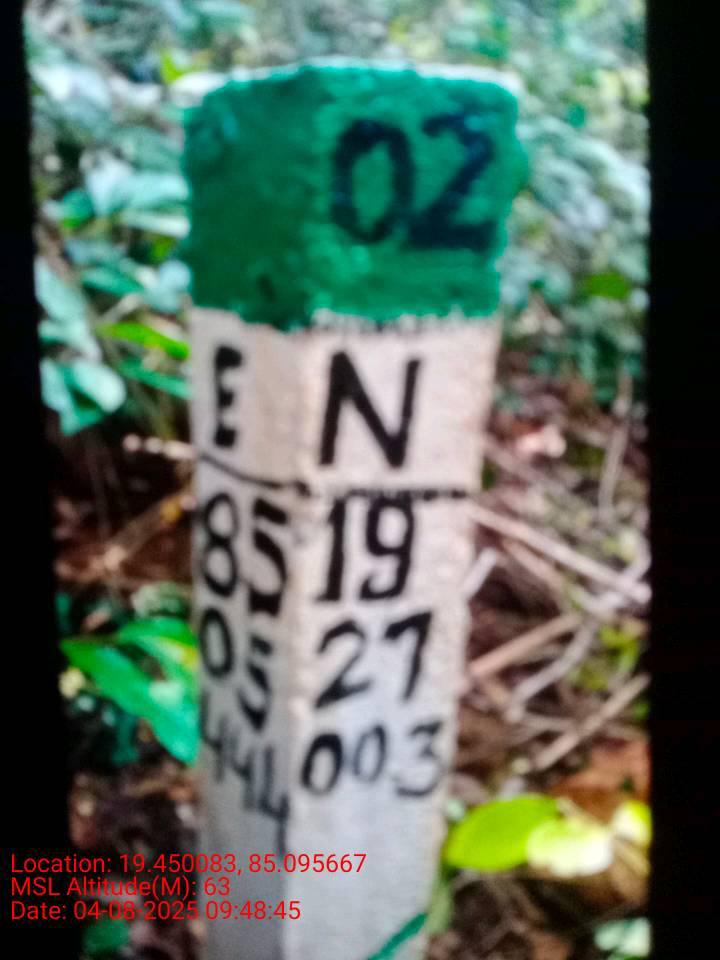 02
E
85
05
444
N
19
27
003
Location: 19.450083, 85.095667
MSL Altitude(M): 63
Date: 04-08-2025 09:48:45